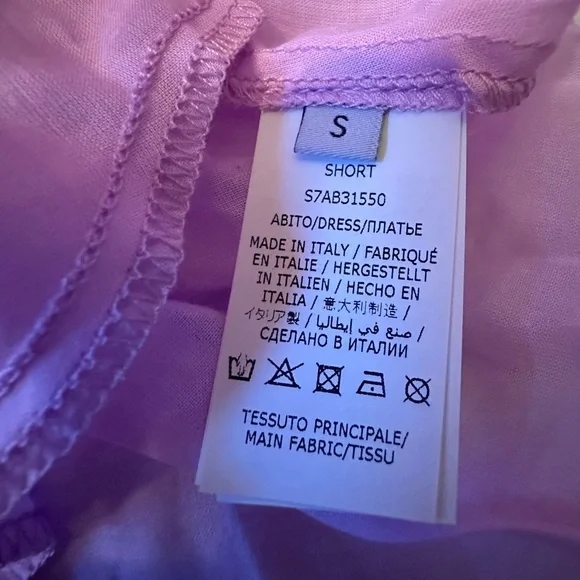 S
SHORT
S7AB31550
ABITO/DRESS/ПЛАТЬЕ
MADE IN ITALY / FABRIQUÉ
EN ITALIE / HERGESTELLT
IN ITALIEN / HECHO EN
ITALIA / 意大利制造 /
イタリア製 / صنع في إيطاليا /
СДЕЛАНО В ИТАЛИИ
TESSUTO PRINCIPALE/
MAIN FABRIC/TISSU